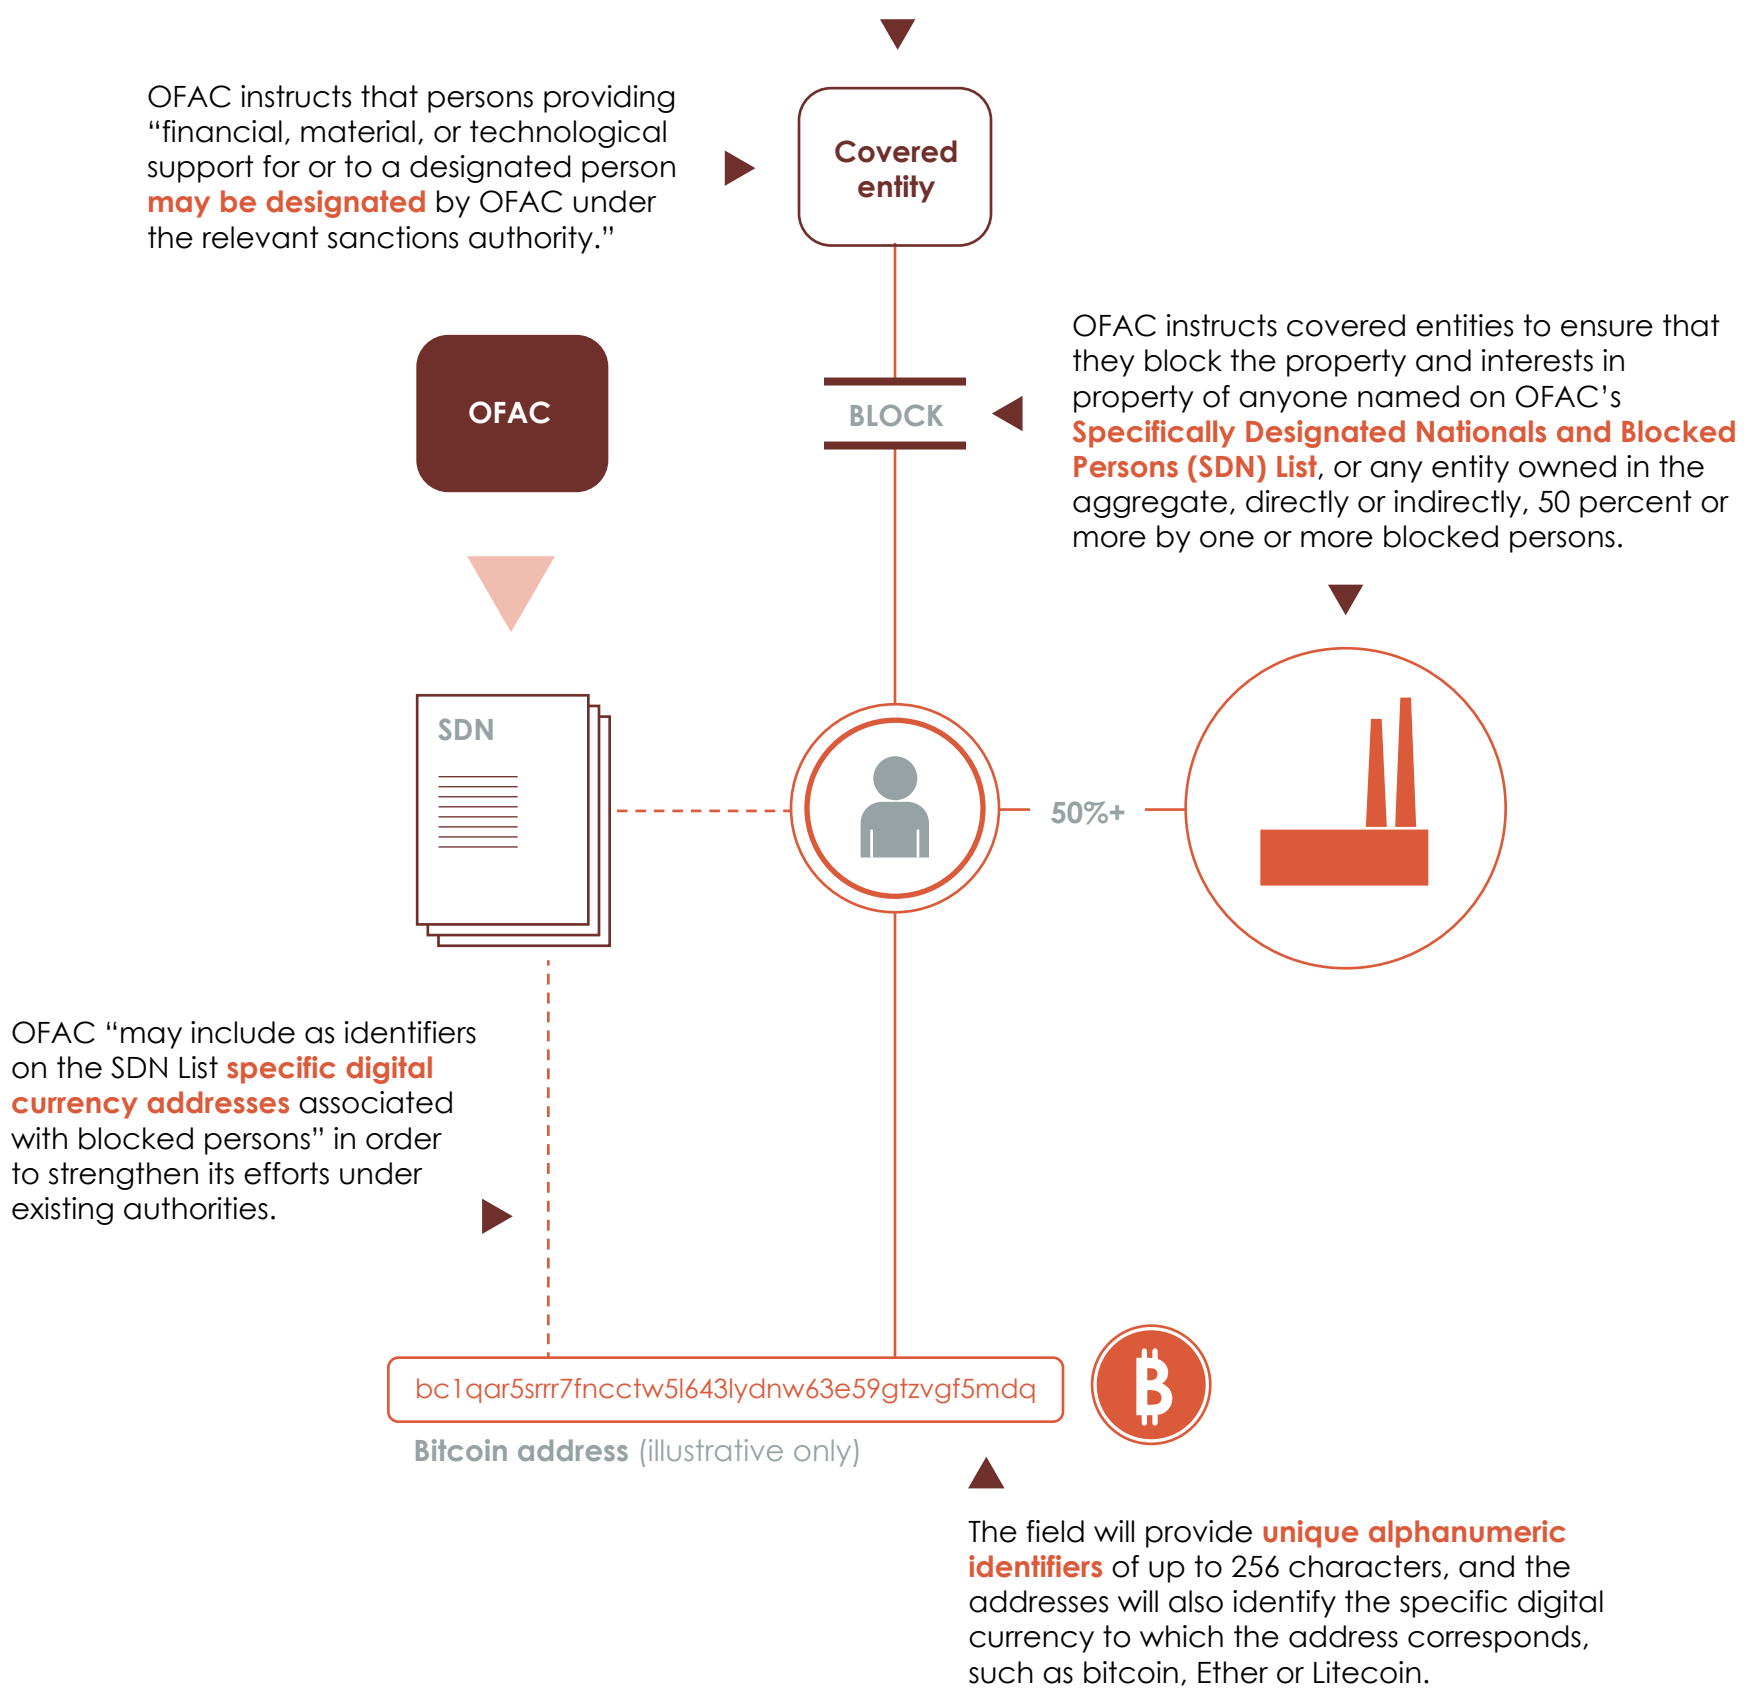 OFAC instructs that persons providing
“financial, material, or technological
support for or to a designated person
may be designated by OFAC under
the relevant sanctions authority.”
Covered
entity
OFAC
BLOCK
OFAC instructs covered entities to ensure that
they block the property and interests in
property of anyone named on OFAC’s
Specifically Designated Nationals and Blocked
Persons (SDN) List, or any entity owned in the
aggregate, directly or indirectly, 50 percent or
more by one or more blocked persons.
SDN
50%+
OFAC “may include as identifiers
on the SDN List specific digital
currency addresses associated
with blocked persons” in order
to strengthen its efforts under
existing authorities.
bc1qar5srrr7fncctw5l643lydnw63e59gtzvgf5mdq
Bitcoin address (illustrative only)
The field will provide unique alphanumeric
identifiers of up to 256 characters, and the
addresses will also identify the specific digital
currency to which the address corresponds,
such as bitcoin, Ether or Litecoin.